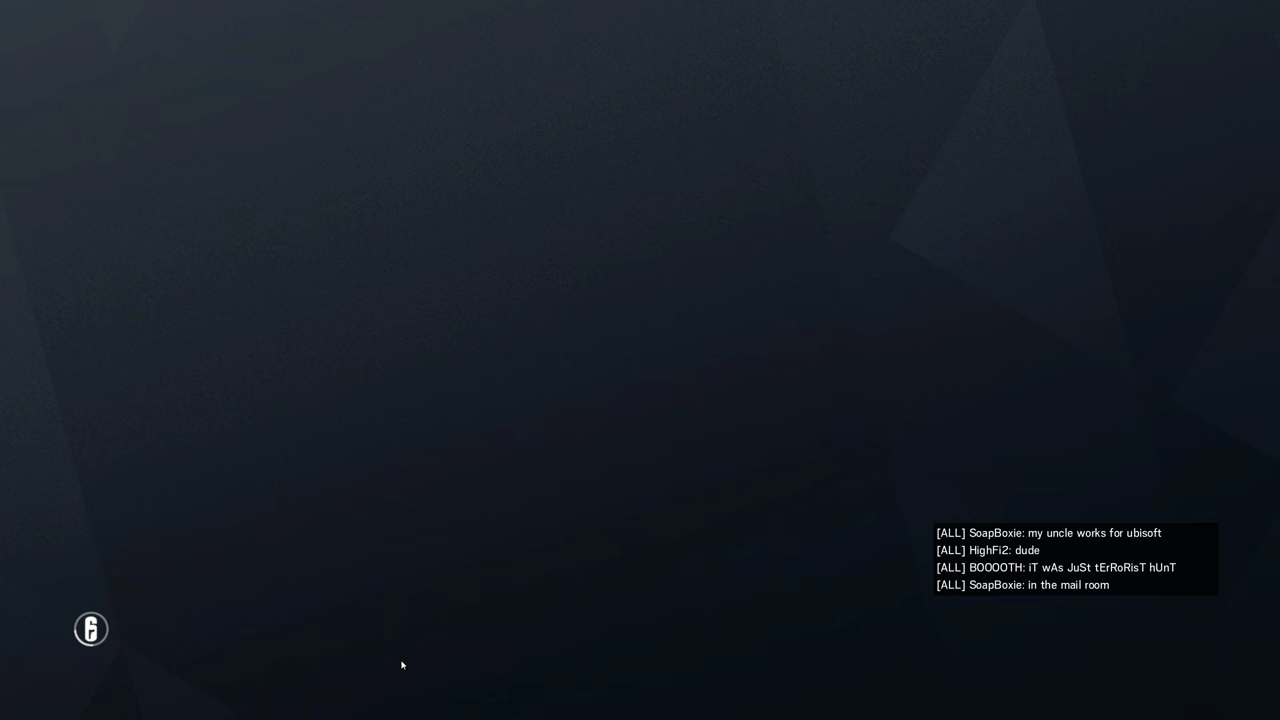 [ALL] SoapBoxie: my uncle works for ubisoft
[ALL] HighFi2: dude
[ALL] BOOOOTH: iT wAs JuSt tErRoRisT hUnT
[ALL] SoapBoxie: in the mail room
6